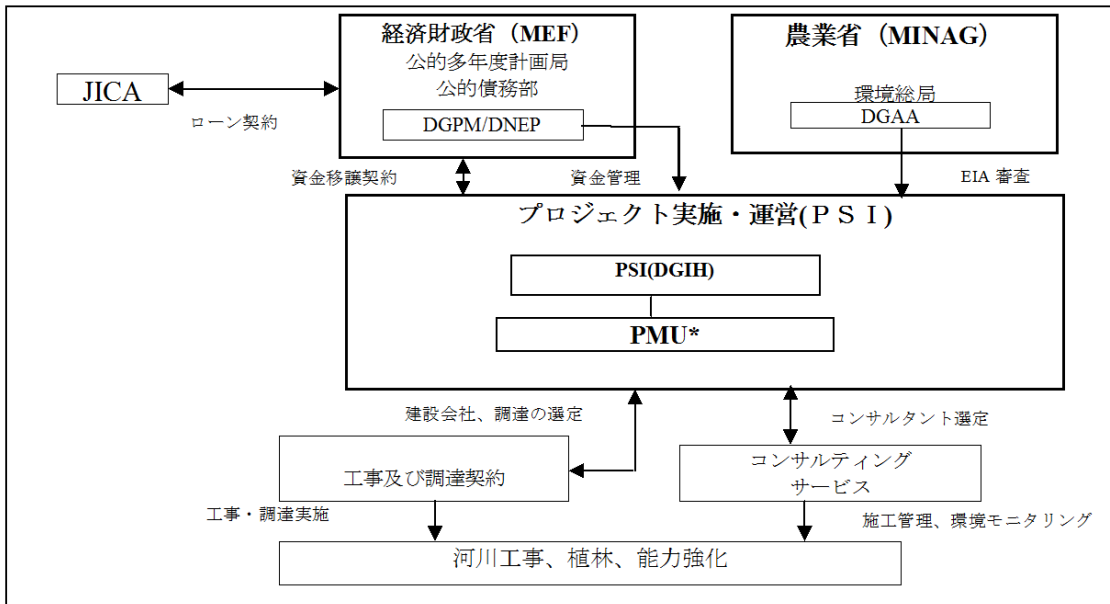 経済財政省（MEF）
公的多年度計画局
公的債務部
DGPM/DNEP
農業省（MINAG）
環境総局
DGAA
JICA
ローン契約
資金移譲契約
資金管理
EIA 審査
プロジェクト実施・運営(ＰＳＩ)
PSI(DGIH)
PMU*
建設会社、調達の選定
コンサルタント選定
工事及び調達契約
コンサルティング
サービス
工事・調達実施
施工管理、環境モニタリング
河川工事、植林、能力強化